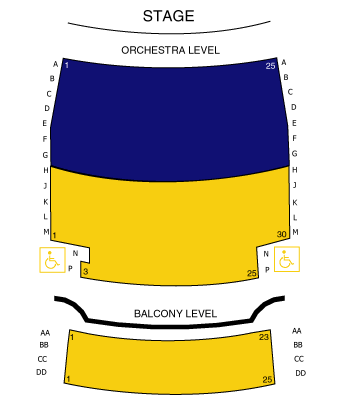 STAGE
ORCHESTRA LEVEL
A 1 25 A
B B
C C
D D
E E
F F
G G
H H
J J
K K
L L
M 1 30 M
N N
P 3 25 P
BALCONY LEVEL
AA 1 23 AA
BB BB
CC CC
DD 1 25 DD